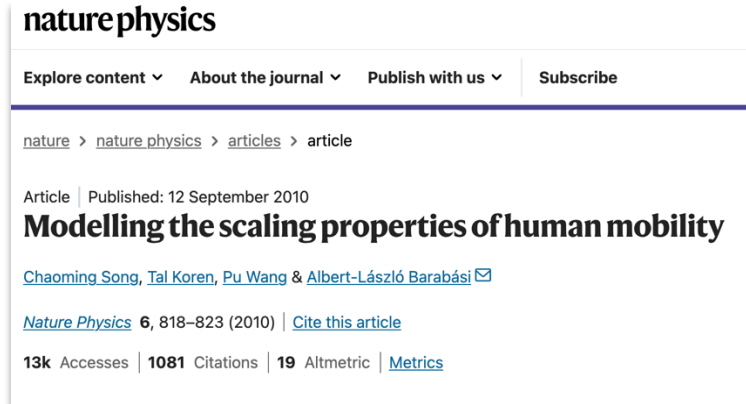 nature physics
Explore content About the journal Publish with us Subscribe
nature > nature physics > articles > article
Article | Published: 12 September 2010
Modelling the scaling properties of human mobility
Chaoming Song, Tal Koren, Pu Wang & Albert-László Barabási
Nature Physics 6, 818–823 (2010) | Cite this article
13k Accesses | 1081 Citations | 19 Altmetric | Metrics